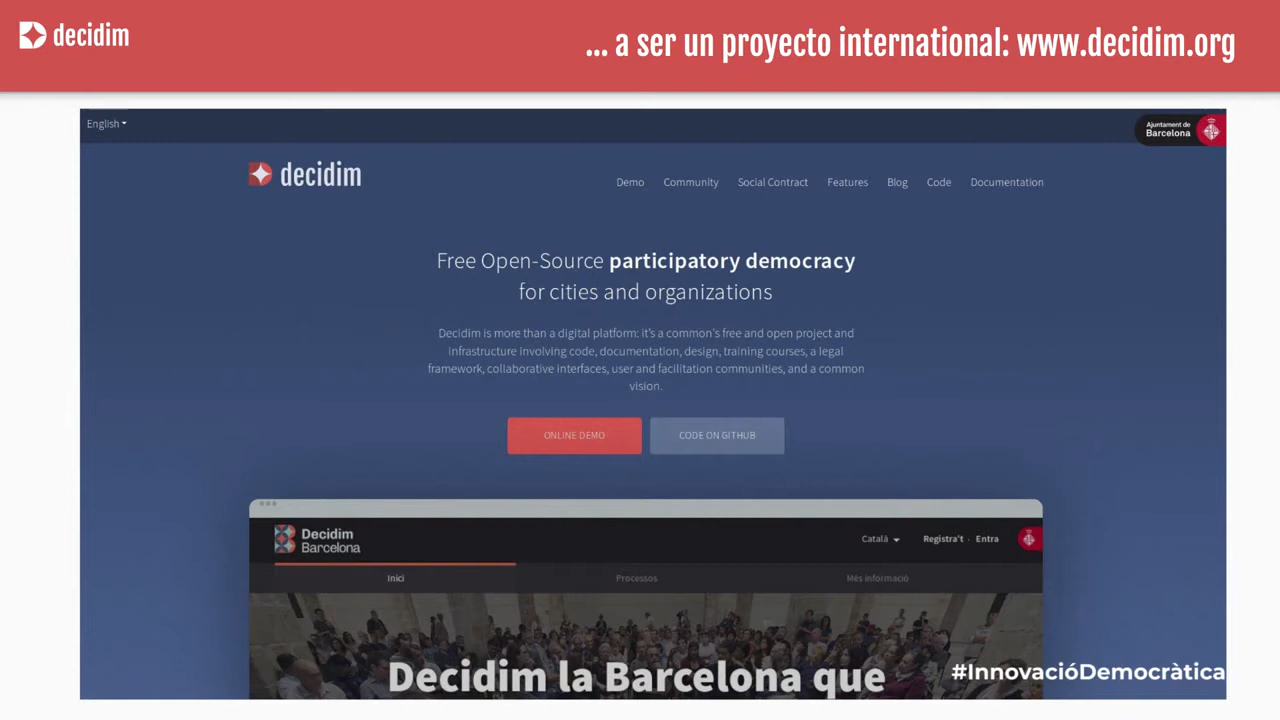 decidim
... a ser un proyecto international: www.decidim.org
English
Ajuntament de
Barcelona
decidim
Demo Community Social Contract Features Blog Code Documentation
Free Open-Source participatory democracy
for cities and organizations
Decidim is more than a digital platform: it's a common's free and open project and
infrastructure involving code, documentation, design, training courses, a legal
framework, collaborative interfaces, user and facilitation communities, and a common
vision.
ONLINE DEMO CODE ON GITHUB
Decidim
Barcelona
Català Registra't · Entra
Inici Processos Més informació
Decidim la Barcelona que
#InnovacióDemocràtica